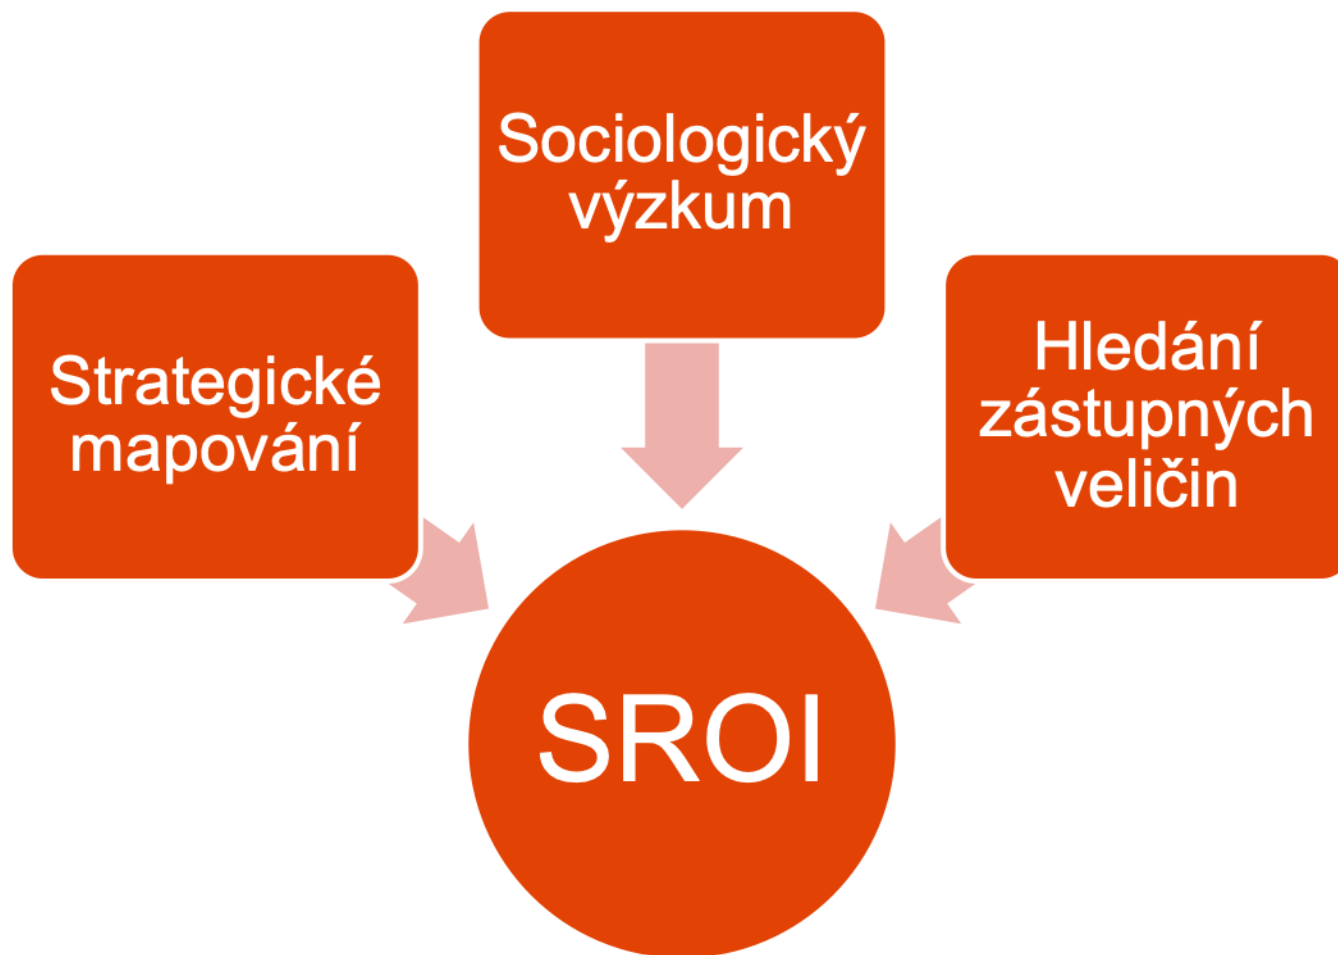 Sociologický
výzkum
Strategické
mapování
Hledání
zástupných
veličin
SROI